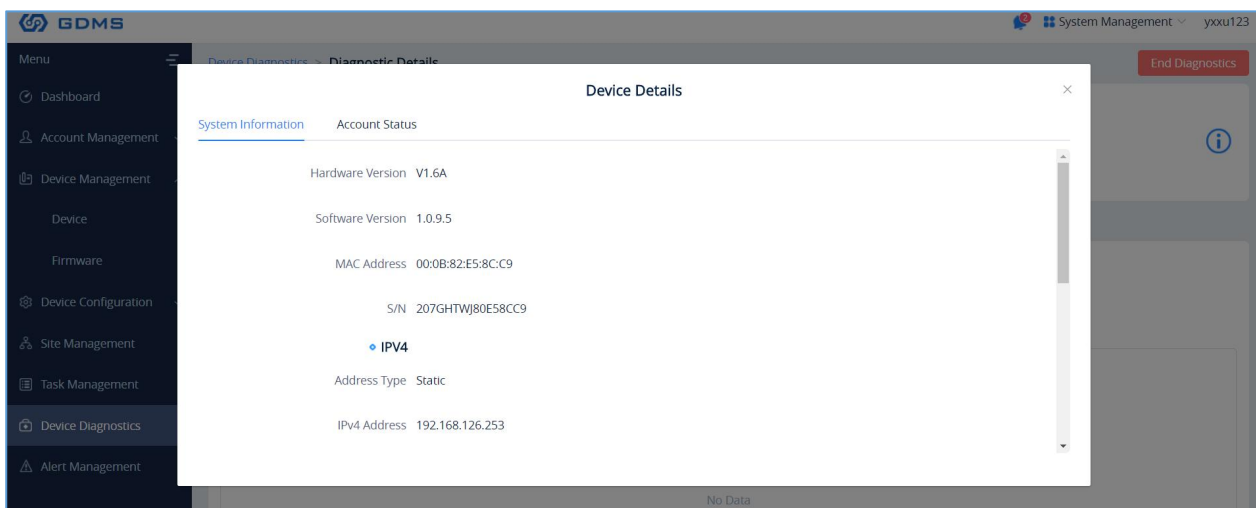 GDMS
2
System Management
yxxu123
Menu
Device Diagnostics > Diagnostic Details
End Diagnostics
Dashboard
Account Management
Device Management
Device
Firmware
Device Configuration
Site Management
Task Management
Device Diagnostics
Alert Management
Device Details
System Information
Account Status
Hardware Version V1.6A
Software Version 1.0.9.5
MAC Address 00:0B:82:E5:8C:C9
S/N 207GHTWJ80E58CC9
IPV4
Address Type Static
IPv4 Address 192.168.126.253
No Data